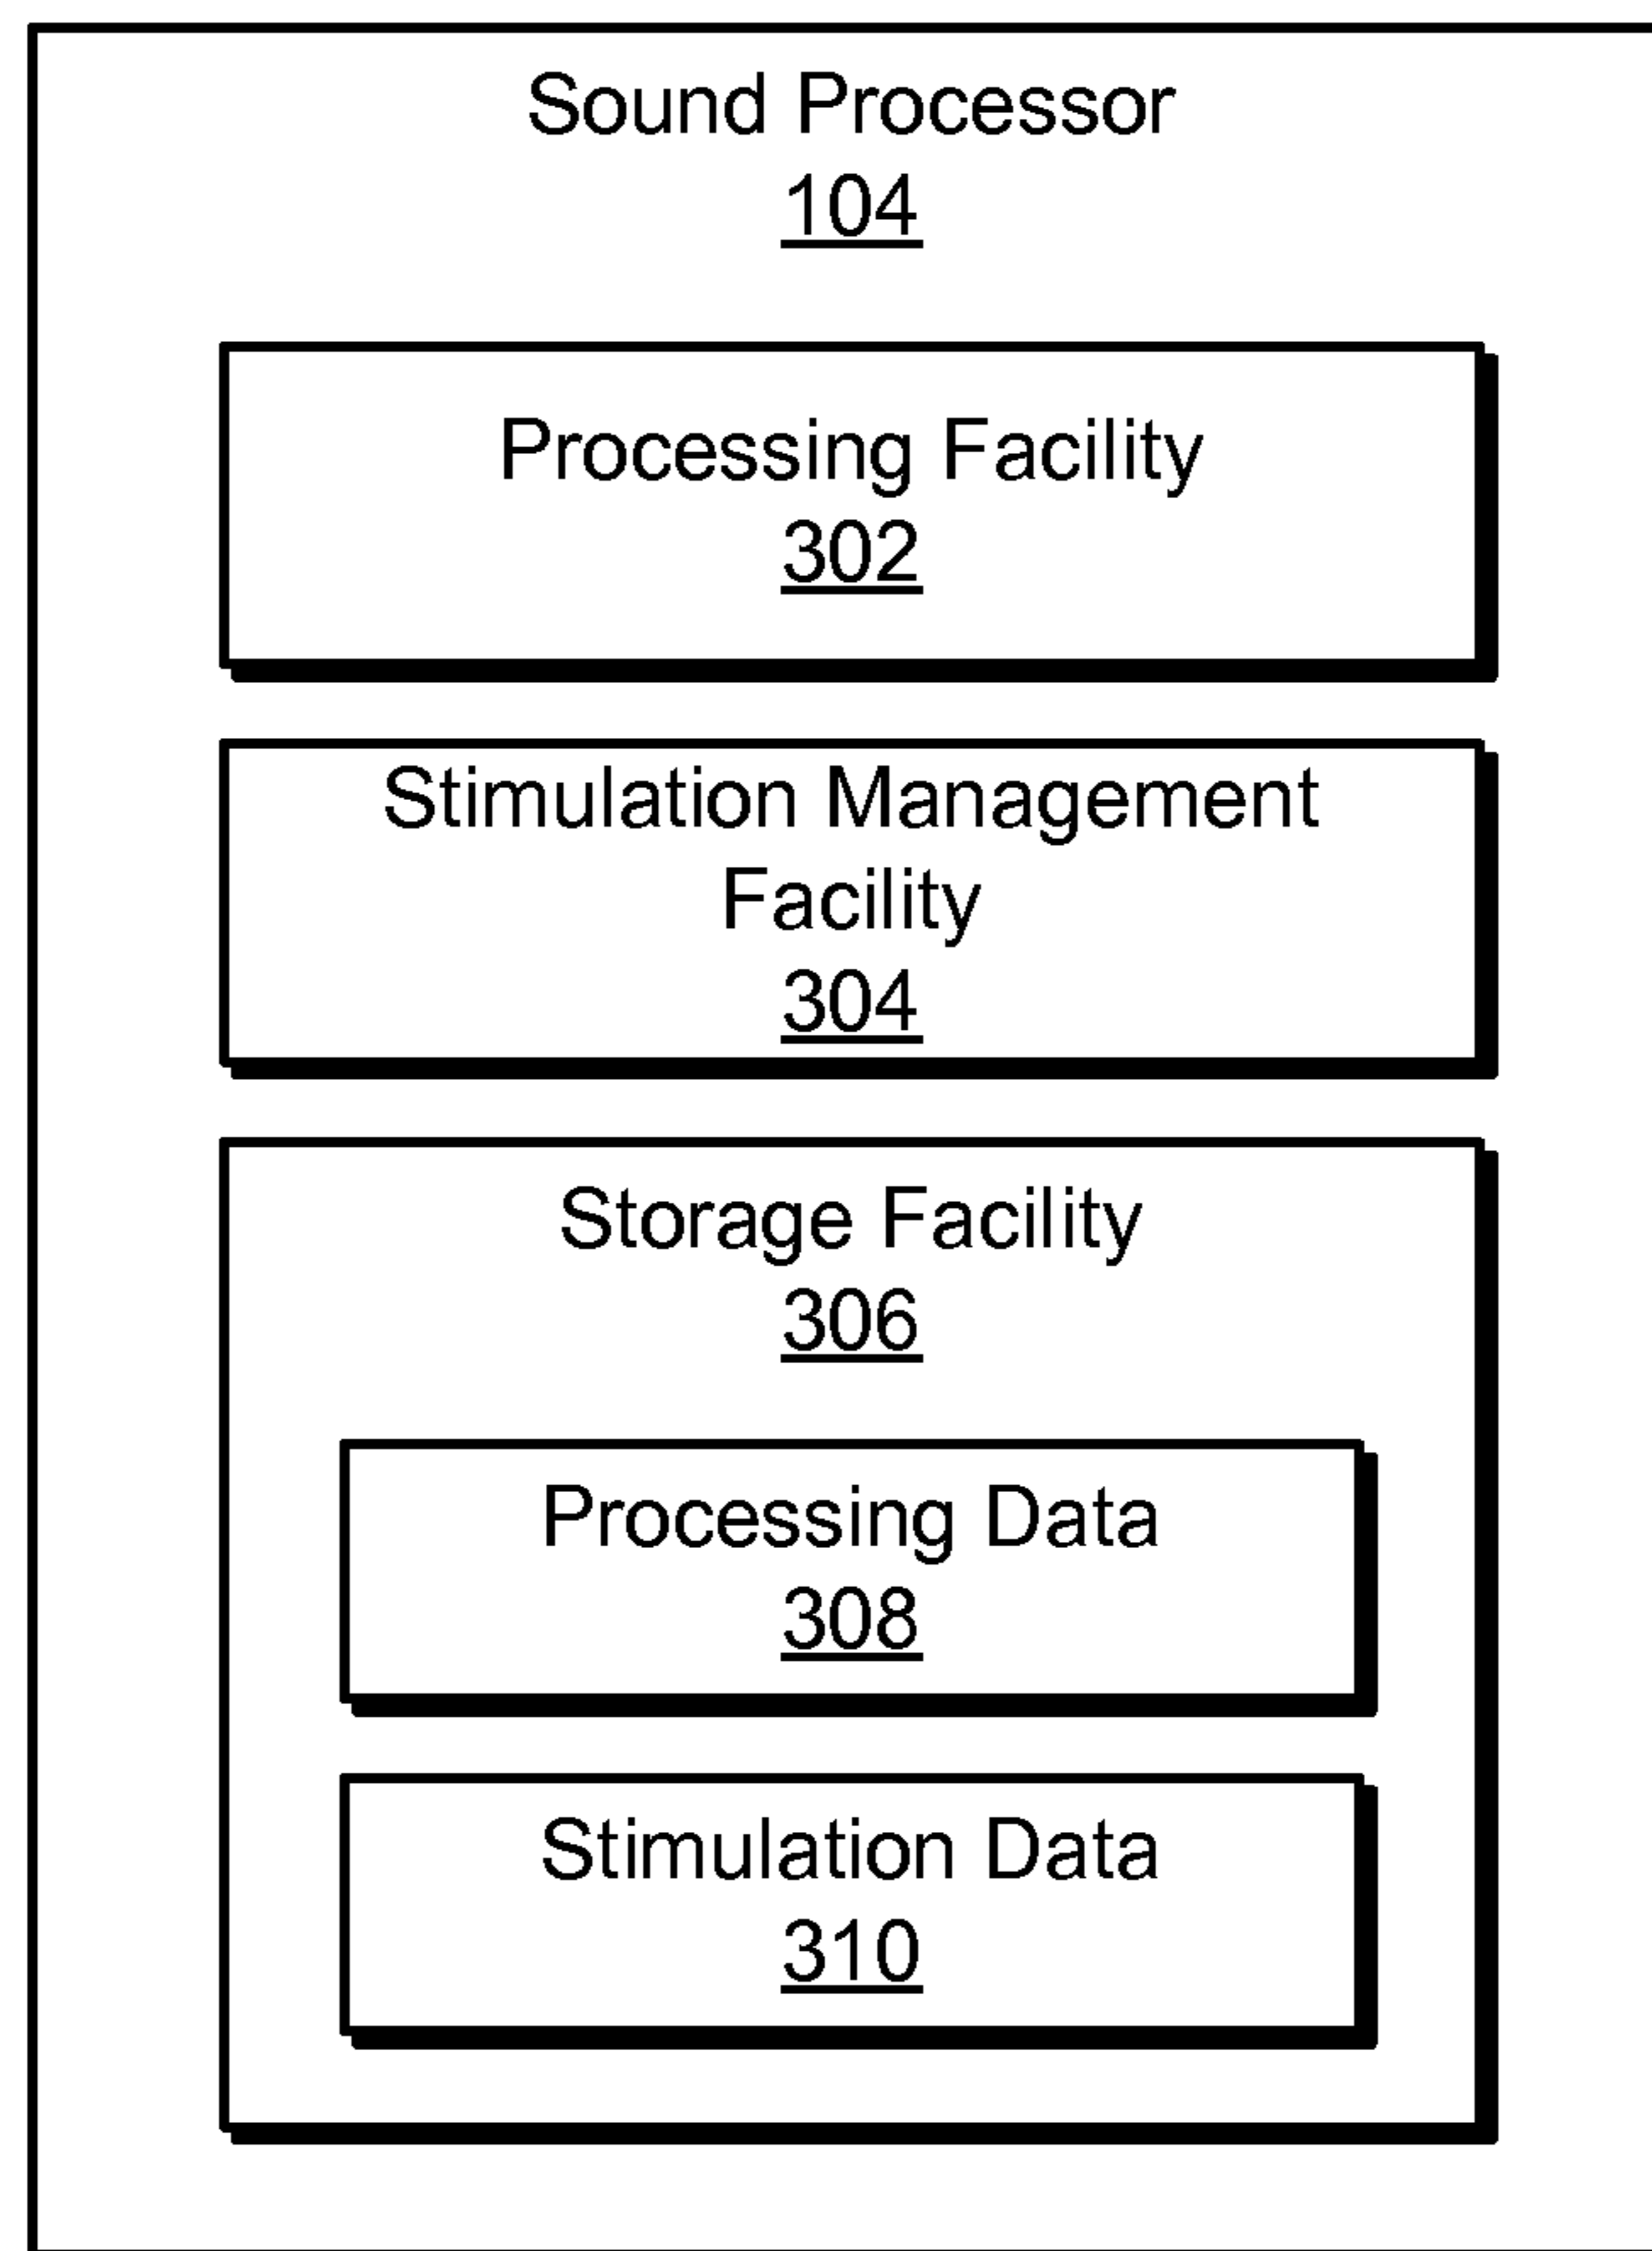 Sound Processor
104
Processing Facility
302
Stimulation Management
Facility
304
Storage Facility
306
Processing Data
308
Stimulation Data
310